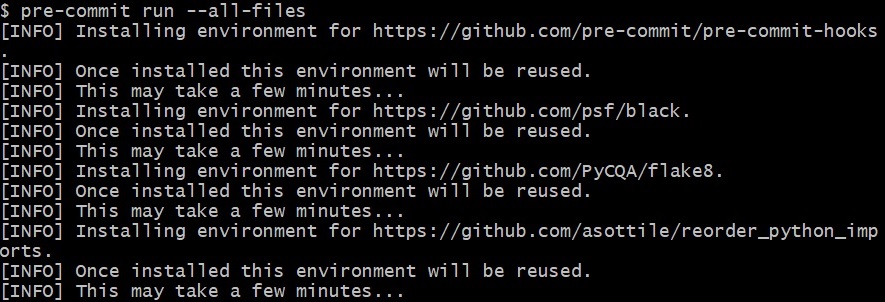 $ pre-commit run --all-files
[INFO] Installing environment for https://github.com/pre-commit/pre-commit-hooks
.
[INFO] Once installed this environment will be reused.
[INFO] This may take a few minutes...
[INFO] Installing environment for https://github.com/psf/black.
[INFO] Once installed this environment will be reused.
[INFO] This may take a few minutes...
[INFO] Installing environment for https://github.com/PyCQA/flake8.
[INFO] Once installed this environment will be reused.
[INFO] This may take a few minutes...
[INFO] Installing environment for https://github.com/asottile/reorder_python_imp
orts.
[INFO] Once installed this environment will be reused.
[INFO] This may take a few minutes...